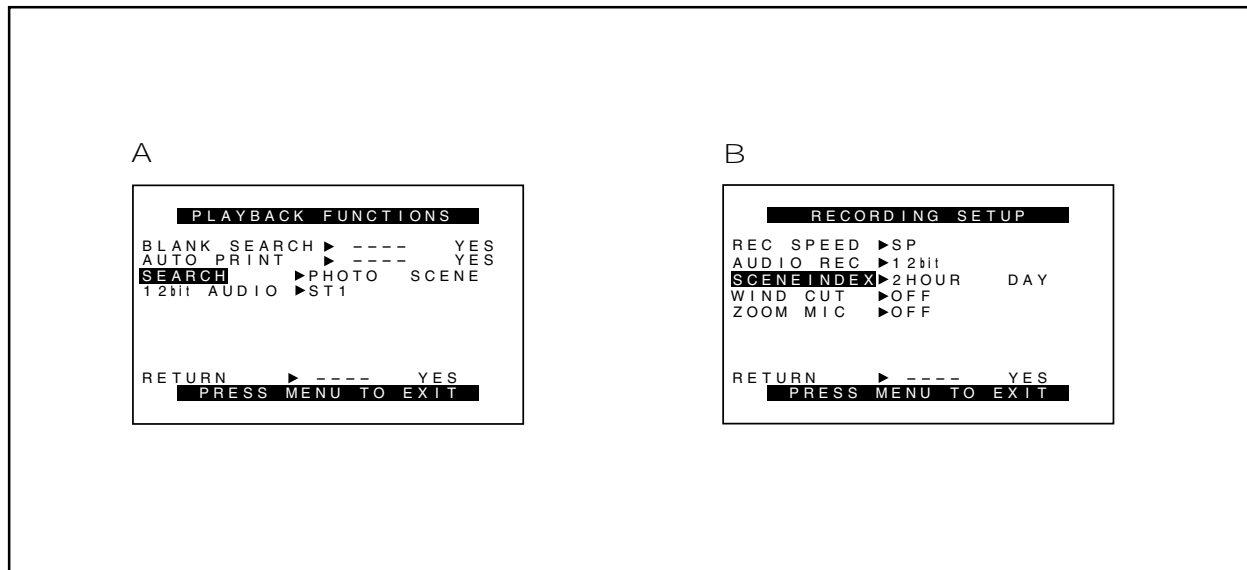 A
PLAYBACK FUNCTIONS
BLANK SEARCH ▶ ---- YES
AUTO PRINT ▶ ---- YES
SEARCH ▶PHOTO SCENE
12bit AUDIO ▶ST1
RETURN ▶ ---- YES
PRESS MENU TO EXIT
B
RECORDING SETUP
REC SPEED ▶SP
AUDIO REC ▶12bit
SCENEINDEX▶2HOUR DAY
WIND CUT ▶OFF
ZOOM MIC ▶OFF
RETURN ▶ ---- YES
PRESS MENU TO EXIT